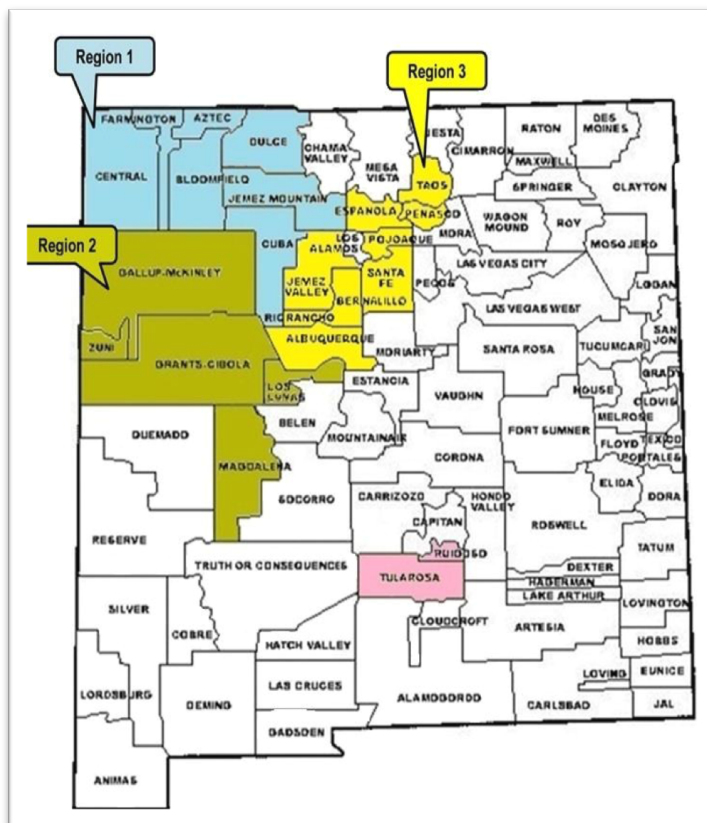 Region 1
Region 3
Region 2
FARMINGTON
AZTEC
DULCE
CHAMA
VALLEY
MESA
VISTA
UESTA
CIMARRON
RATON
DES
MOINES
MAXWELL
SPRINGER
CLAYTON
CENTRAL
BLOOMFIELD
JEMEZ MOUNTAIN
TAOS
ESPANOLA
PENASCO
MORA
WAGON
MOUND
ROY
MOSQUERO
CUBA
LOS
ALAMOS
POJOAQUE
LAS VEGAS CITY
PECOS
LOGAN
GALLUP-McKINLEY
JEMEZ
VALLEY
SANTA
FE
BERNALILLO
LAS VEGAS WEST
RIO RANCHO
ZUNI
ALBUQUERQUE
MORIARTY
SANTA ROSA
TUCUMCARI
SAN
JON
GRANTS-CIBOLA
LOS
LUNAS
ESTANCIA
VAUGHN
HOUSE
GRADY
CLOVIS
MELROSE
QUEMADO
BELEN
MOUNTAINAIR
FORT SUMNER
FLOYD
TEXICO
PORTALES
MAGDALENA
CORONA
ELIDA
DORA
SOCORRO
CARRIZOZO
HONDO
VALLEY
CAPITAN
ROSWELL
RESERVE
RUIDOSO
TATUM
TRUTH OR CONSEQUENCES
TULAROSA
DEXTER
HAGERMAN
LAKE ARTHUR
LOVINGTON
SILVER
CLOUDCROFT
ARTESIA
COBRE
HATCH VALLEY
HOBBS
LAS CRUCES
LOVING
EUNICE
LORDSBURG
DEMING
ALAMOGORDO
CARLSBAD
JAL
GADSDEN
ANIMAS